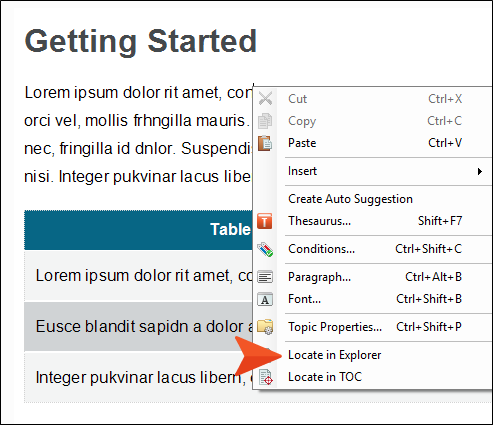 Getting Started
Lorem ipsum dolor rit amet, con
orci vel, mollis frhngilla mauris.
nec, fringilla id dnlor. Suspendi
nisi. Integer pukvinar lacus libe
Table
Lorem ipsum dolor rit amet, co
Eusce blandit sapidn a dolor a
Integer pukvinar lacus libern,
Cut Ctrl+X
Copy Ctrl+C
Paste Ctrl+V
Insert
Create Auto Suggestion
Thesaurus... Shift+F7
Conditions... Ctrl+Shift+C
Paragraph... Ctrl+Alt+B
Font... Ctrl+B
Topic Properties... Ctrl+Shift+P
Locate in Explorer
Locate in TOC